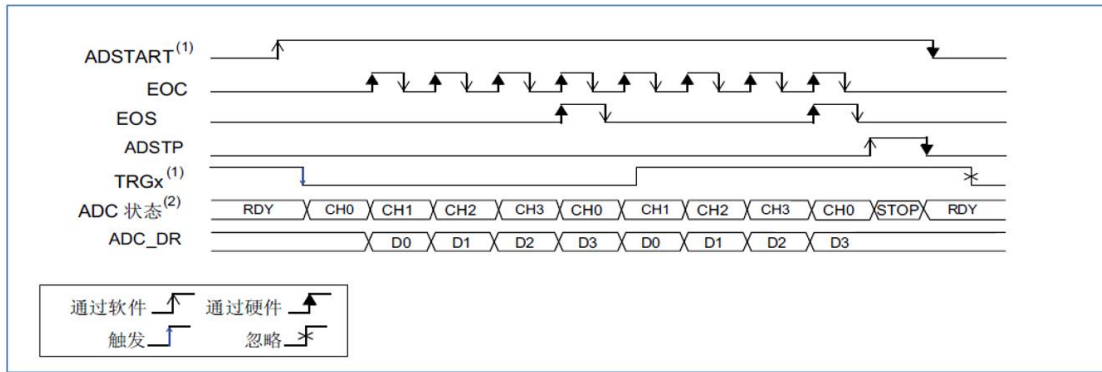 ADSTART(1)
EOC
EOS
ADSTP
TRGx(1)
ADC 状态(2) RDY CH0 CH1 CH2 CH3 CH0 CH1 CH2 CH3 CH0 STOP RDY
ADC_DR D0 D1 D2 D3 D0 D1 D2 D3
通过软件 通过硬件
触发 忽略